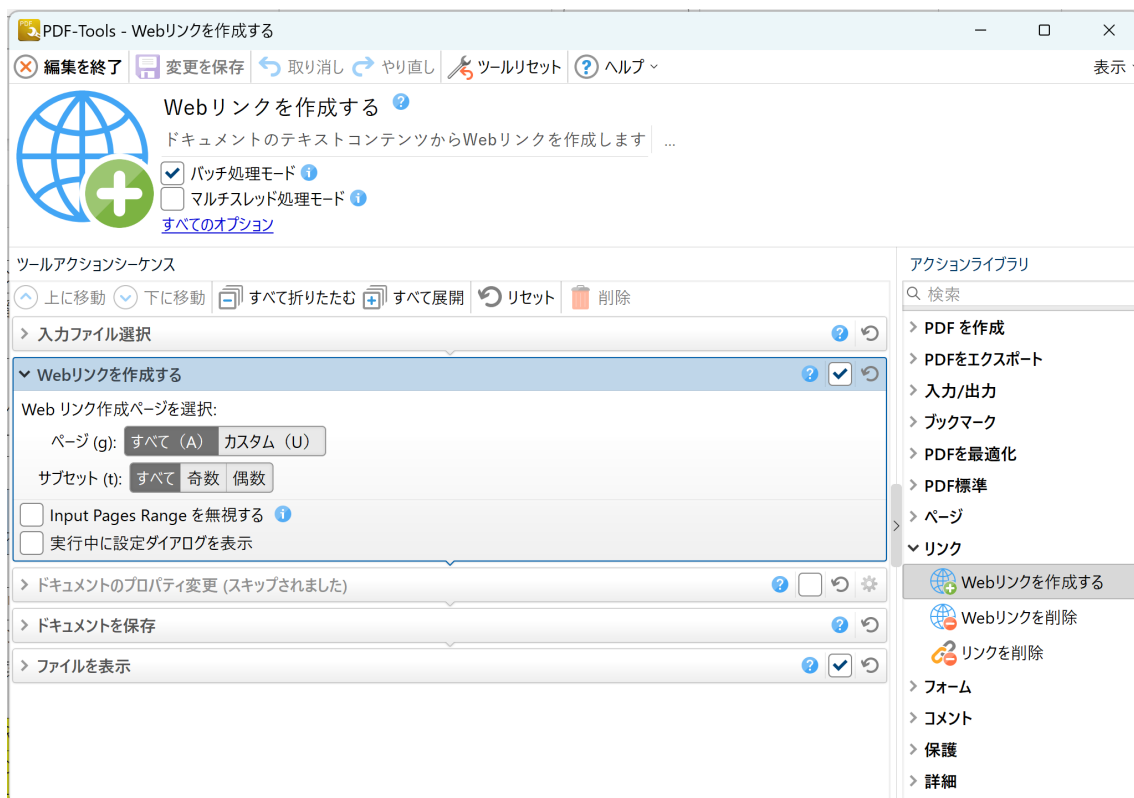 PDF-Tools - Webリンクを作成する
編集を終了 変更を保存 取り消し やり直し ツールリセット ヘルプ 表示
Webリンクを作成する
ドキュメントのテキストコンテンツからWebリンクを作成します ...
バッチ処理モード
マルチスレッド処理モード
すべてのオプション
ツールアクションシーケンス
上に移動 下に移動 すべて折りたたむ すべて展開 リセット 削除
入力ファイル選択
Webリンクを作成する
Web リンク作成ページを選択:
ページ (g): すべて（A） カスタム（U）
サブセット (t): すべて 奇数 偶数
Input Pages Range を無視する
実行中に設定ダイアログを表示
ドキュメントのプロパティ変更 (スキップされました)
ドキュメントを保存
ファイルを表示
アクションライブラリ
検索
PDF を作成
PDFをエクスポート
入力/出力
ブックマーク
PDFを最適化
PDF標準
ページ
リンク
Webリンクを作成する
Webリンクを削除
リンクを削除
フォーム
コメント
保護
詳細